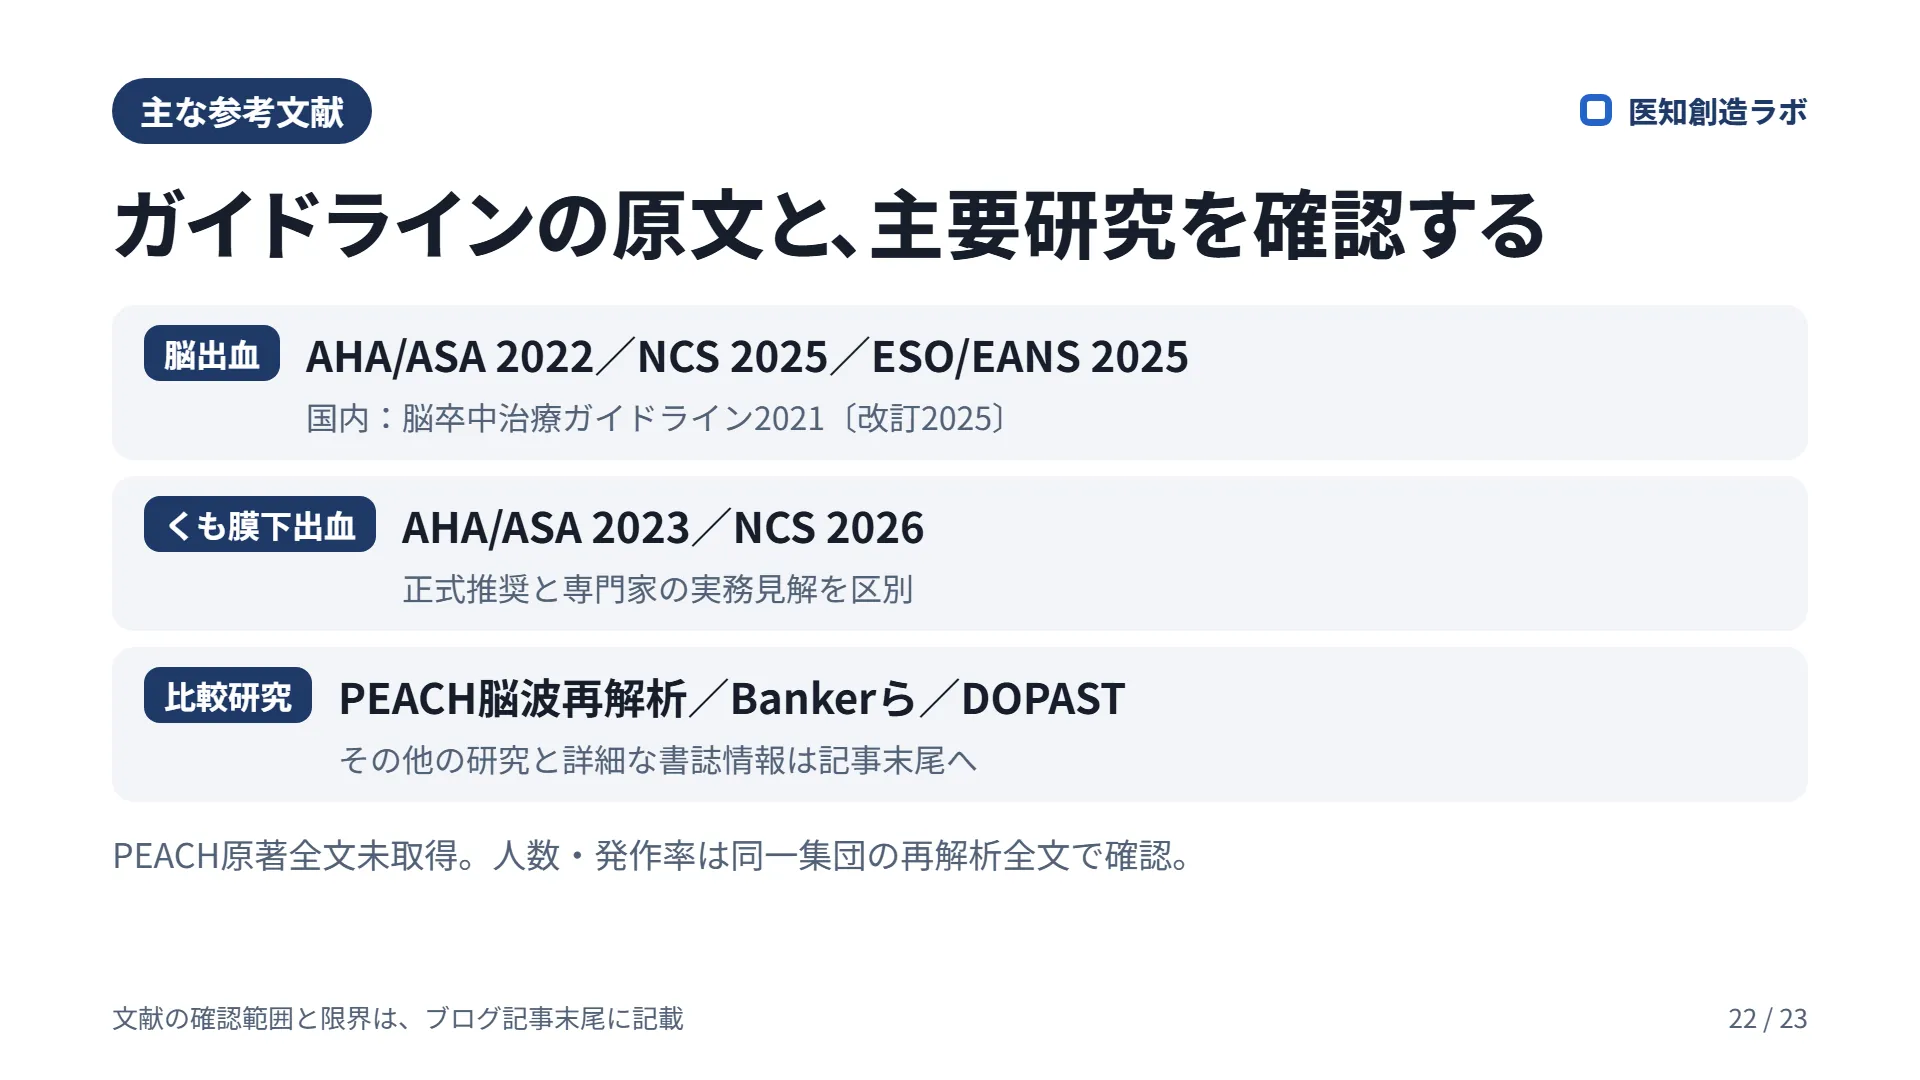 主な参考文献
医知創造ラボ
ガイドラインの原文と、主要研究を確認する
脳出血
AHA/ASA 2022／NCS 2025／ESO/EANS 2025
国内：脳卒中治療ガイドライン2021〔改訂2025〕
くも膜下出血
AHA/ASA 2023／NCS 2026
正式推奨と専門家の実務見解を区別
比較研究
PEACH脳波再解析／Bankerら／DOPAST
その他の研究と詳細な書誌情報は記事末尾へ
PEACH原著全文未取得。人数・発作率は同一集団の再解析全文で確認。
文献の確認範囲と限界は、ブログ記事末尾に記載
22 / 23